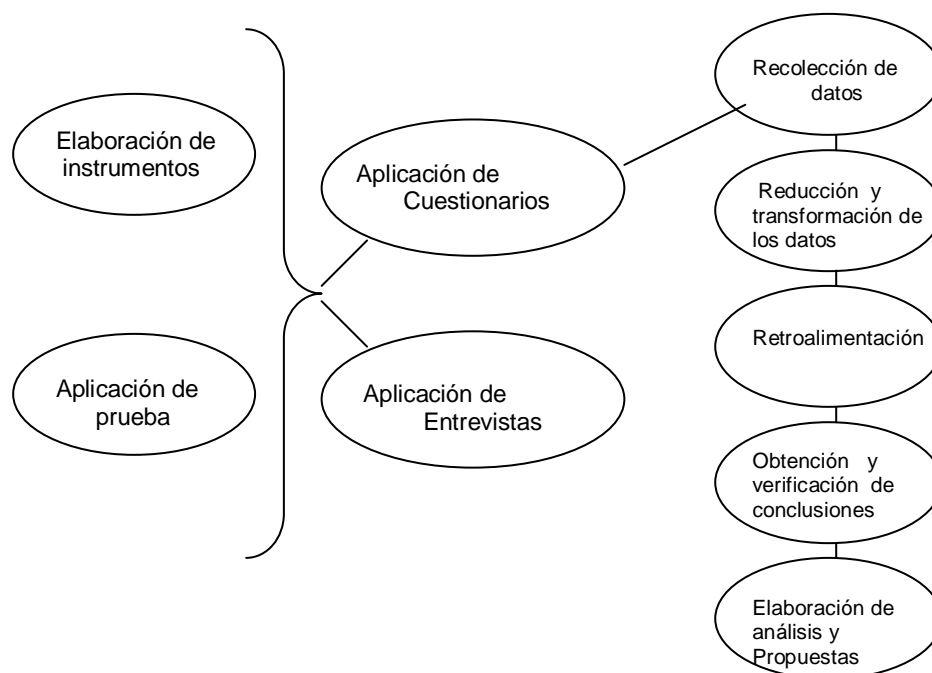 Elaboración de
instrumentos
Aplicación de
prueba
Aplicación de
Cuestionarios
Aplicación de
Entrevistas
Recolección de
datos
Reducción y
transformación de
los datos
Retroalimentación
Obtención y
verificación de
conclusiones
Elaboración de
análisis y
Propuestas